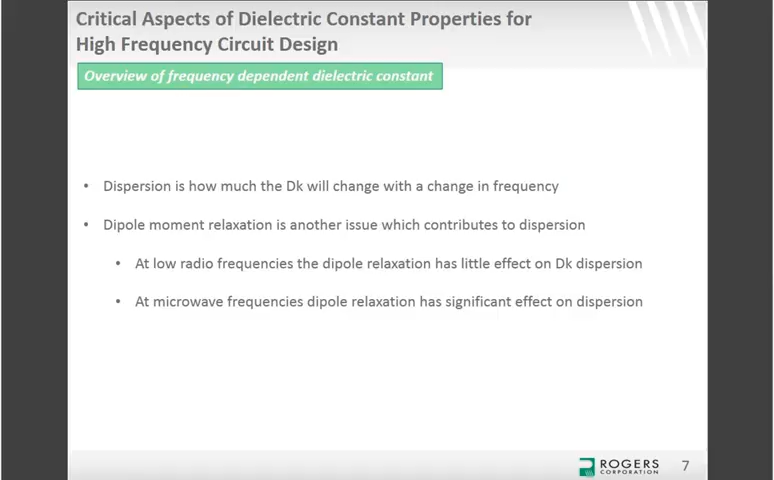 Critical Aspects of Dielectric Constant Properties for
High Frequency Circuit Design
Overview of frequency dependent dielectric constant
• Dispersion is how much the Dk will change with a change in frequency
• Dipole moment relaxation is another issue which contributes to dispersion
• At low radio frequencies the dipole relaxation has little effect on Dk dispersion
• At microwave frequencies dipole relaxation has significant effect on dispersion
ROGERS
CORPORATION
7